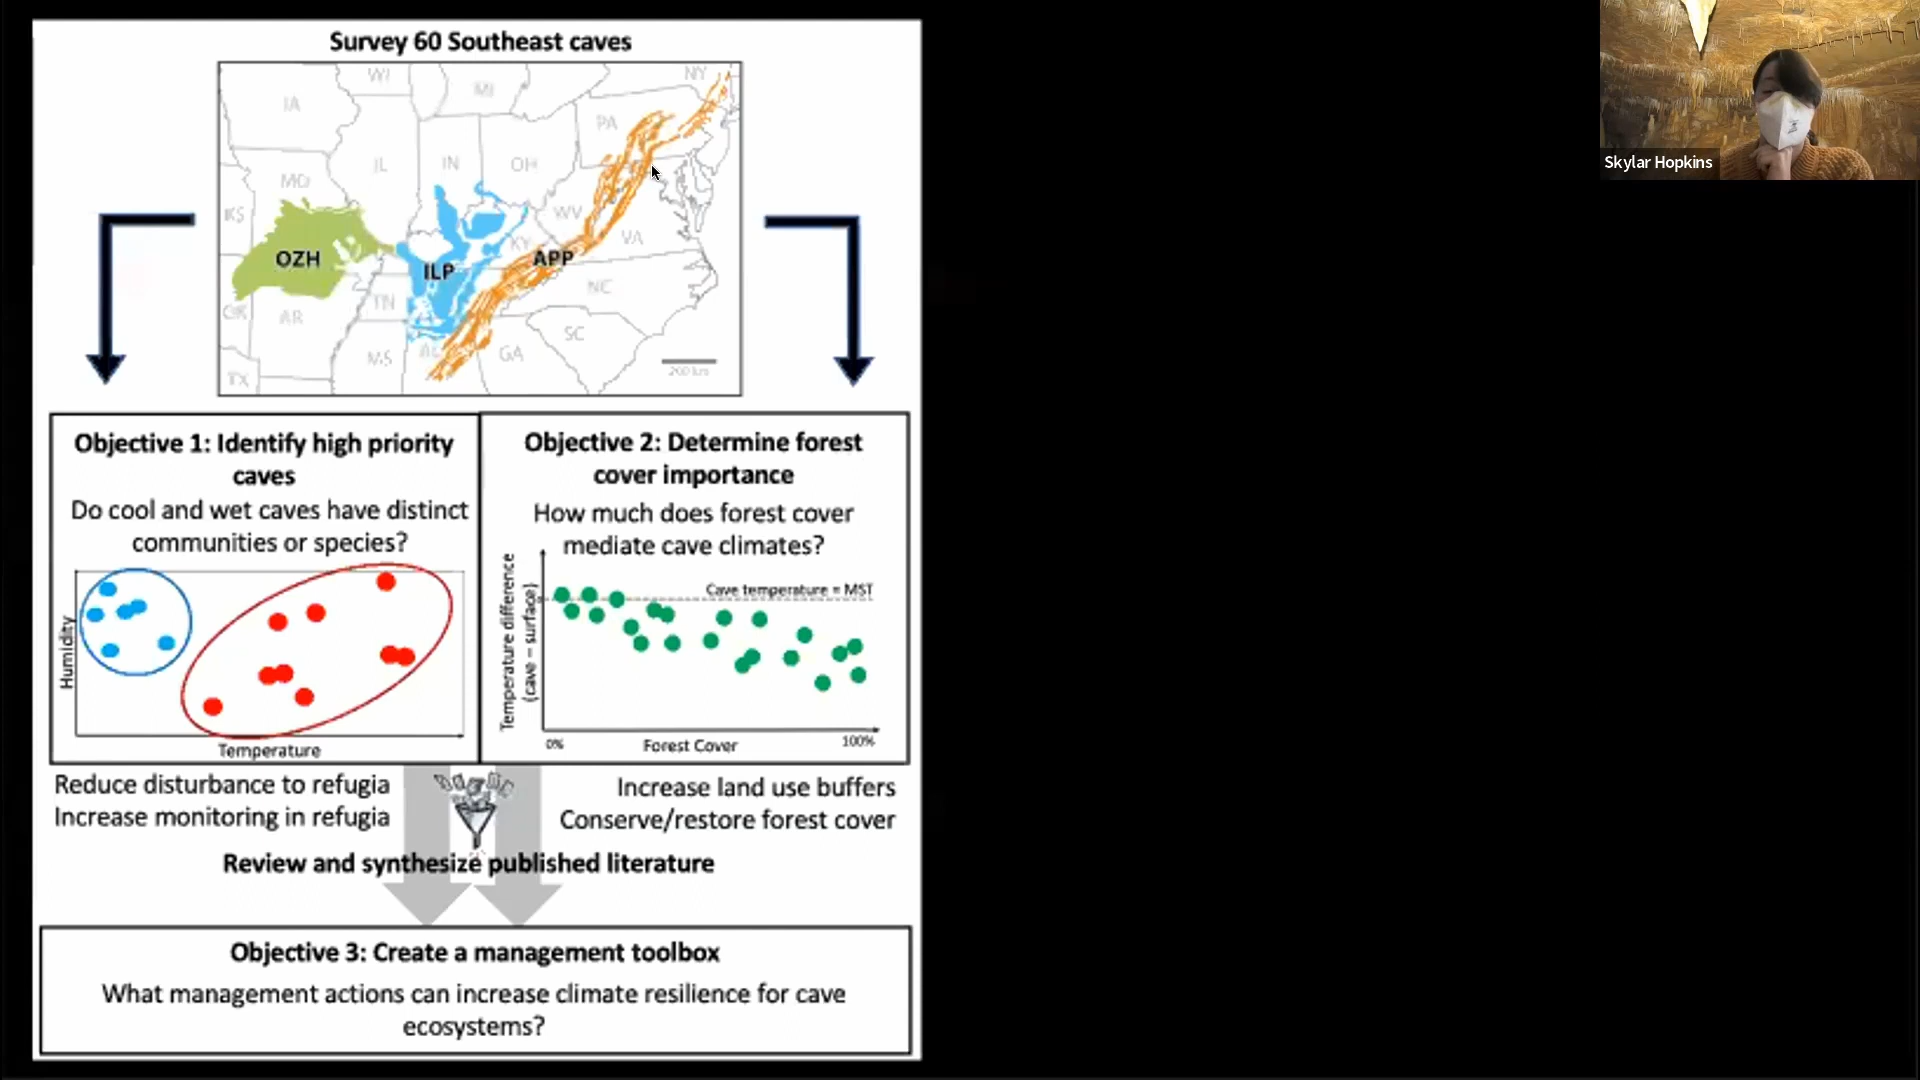 Survey 60 Southeast caves
WI
MI
NY
IA
PA
IL
IN
OH
MO
KS
WV
KY
VA
OZH
ILP
APP
TN
NC
OK
AR
SC
MS
AL
GA
TX
200 km
Objective 1: Identify high priority
caves
Do cool and wet caves have distinct
communities or species?
Humidity
Temperature
Objective 2: Determine forest
cover importance
How much does forest cover
mediate cave climates?
Temperature difference
(cave – surface)
Cave temperature = MST
0%
Forest Cover
100%
Reduce disturbance to refugia
Increase monitoring in refugia
Increase land use buffers
Conserve/restore forest cover
Review and synthesize published literature
Objective 3: Create a management toolbox
What management actions can increase climate resilience for cave
ecosystems?
Skylar Hopkins